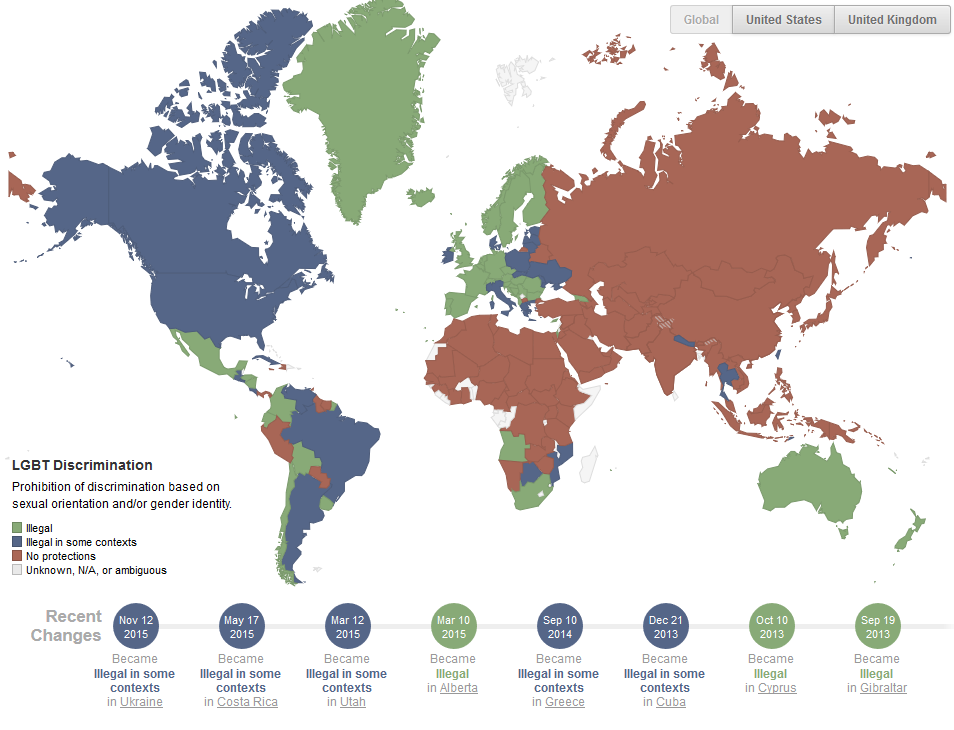 Global United States United Kingdom
LGBT Discrimination
Prohibition of discrimination based on
sexual orientation and/or gender identity.
Illegal
Illegal in some contexts
No protections
Unknown, N/A, or ambiguous
Recent
Changes
Nov 12
2015
Became
Illegal in some
contexts
in Ukraine
May 17
2015
Became
Illegal in some
contexts
in Costa Rica
Mar 12
2015
Became
Illegal in some
contexts
in Utah
Mar 10
2015
Became
Illegal
in Alberta
Sep 10
2014
Became
Illegal in some
contexts
in Greece
Dec 21
2013
Became
Illegal in some
contexts
in Cuba
Oct 10
2013
Became
Illegal
in Cyprus
Sep 19
2013
Became
Illegal
in Gibraltar